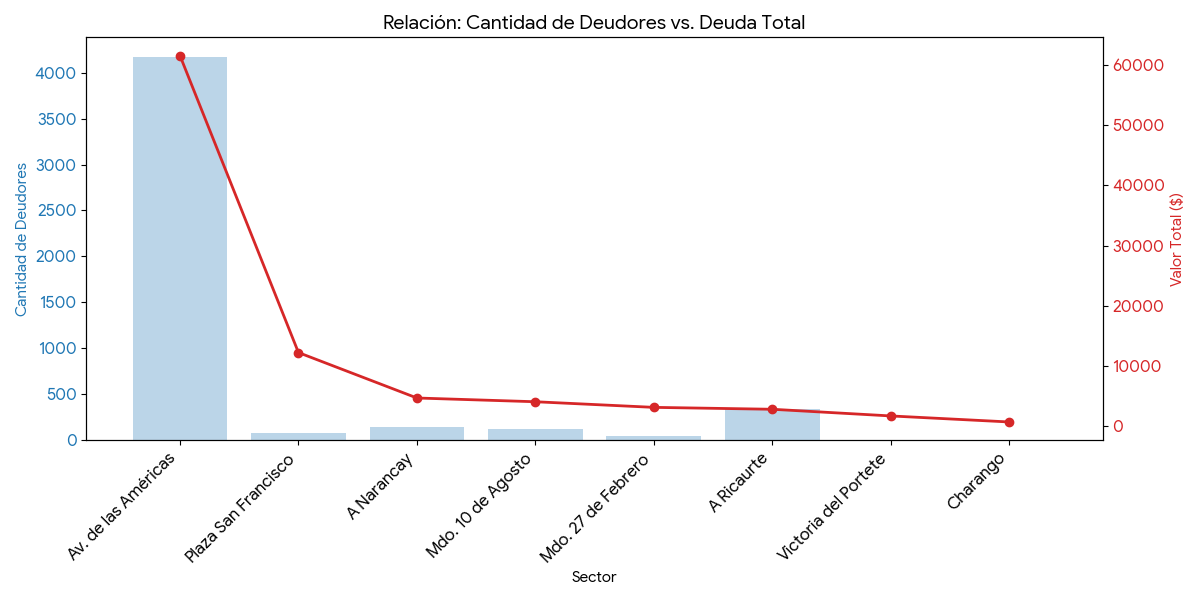 Relación: Cantidad de Deudores vs. Deuda Total
Cantidad de Deudores
4000
3500
3000
2500
2000
1500
1000
500
0
60000
50000
40000
30000
20000
10000
0
Valor Total ($)
Av. de las Américas
Plaza San Francisco
A Narancay
Mdo. 10 de Agosto
Mdo. 27 de Febrero
A Ricaurte
Victoria del Portete
Charango
Sector